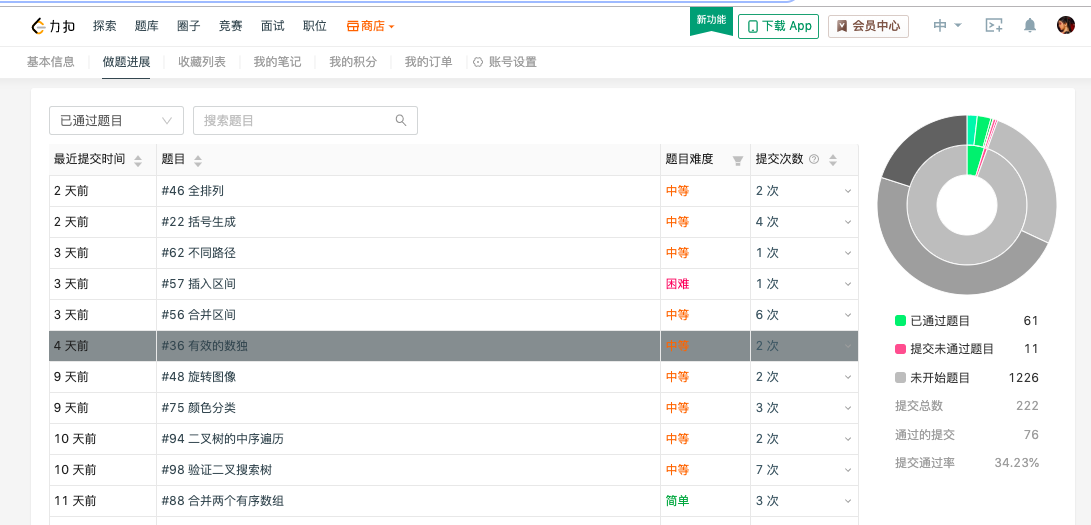 力扣 探索 题库 圈子 竞赛 面试 职位 商店 新功能 下载 App 会员中心 中
基本信息 做题进展 收藏列表 我的笔记 我的积分 我的订单 账号设置
已通过题目 搜索题目
最近提交时间 题目 题目难度 提交次数
2 天前 #46 全排列 中等 2 次
2 天前 #22 括号生成 中等 4 次
3 天前 #62 不同路径 中等 1 次
3 天前 #57 插入区间 困难 1 次
3 天前 #56 合并区间 中等 6 次
4 天前 #36 有效的数独 中等 2 次
9 天前 #48 旋转图像 中等 2 次
9 天前 #75 颜色分类 中等 3 次
10 天前 #94 二叉树的中序遍历 中等 2 次
10 天前 #98 验证二叉搜索树 中等 7 次
11 天前 #88 合并两个有序数组 简单 3 次
已通过题目 61
提交未通过题目 11
未开始题目 1226
提交总数 222
通过的提交 76
提交通过率 34.23%